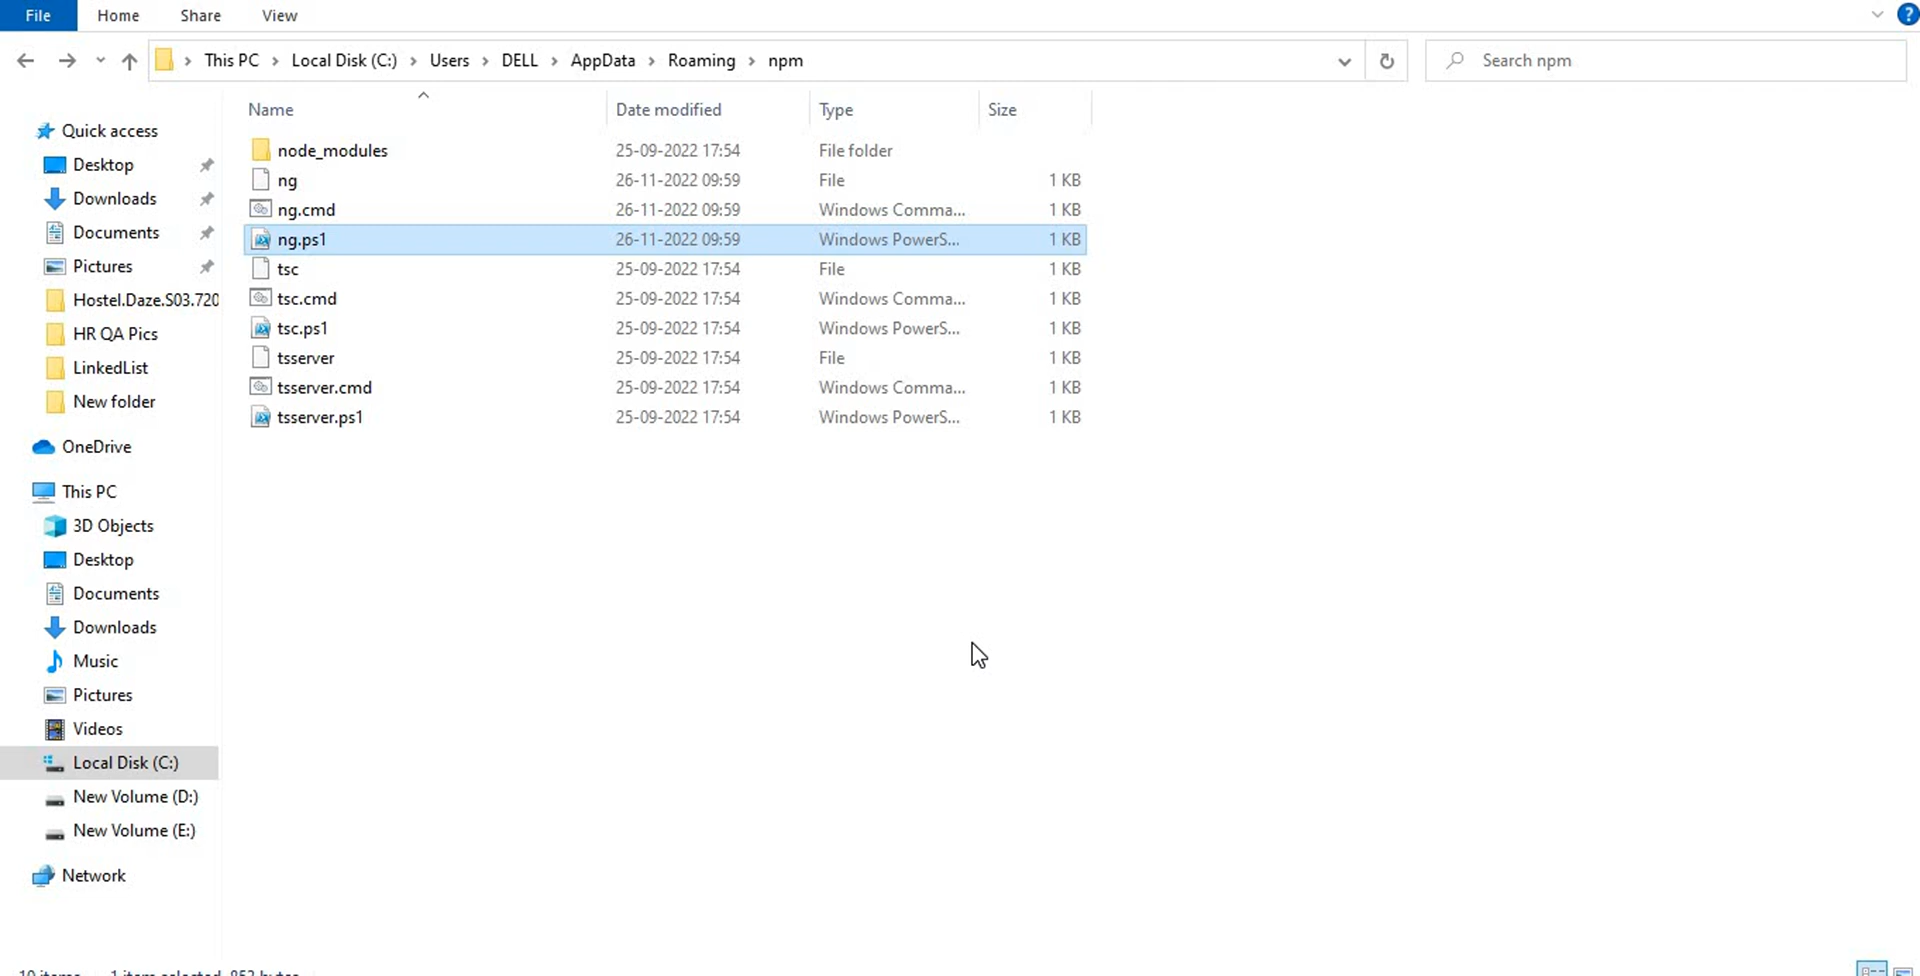 File Home Share View
This PC Local Disk (C:) Users DELL AppData Roaming npm Search npm
Name Date modified Type Size
Quick access
Desktop
Downloads
Documents
Pictures
Hostel.Daze.S03.720
HR QA Pics
LinkedList
New folder
OneDrive
This PC
3D Objects
Desktop
Documents
Downloads
Music
Pictures
Videos
Local Disk (C:)
New Volume (D:)
New Volume (E:)
Network
node_modules 25-09-2022 17:54 File folder
ng 26-11-2022 09:59 File 1 KB
ng.cmd 26-11-2022 09:59 Windows Comma... 1 KB
ng.ps1 26-11-2022 09:59 Windows PowerS... 1 KB
tsc 25-09-2022 17:54 File 1 KB
tsc.cmd 25-09-2022 17:54 Windows Comma... 1 KB
tsc.ps1 25-09-2022 17:54 Windows PowerS... 1 KB
tsserver 25-09-2022 17:54 File 1 KB
tsserver.cmd 25-09-2022 17:54 Windows Comma... 1 KB
tsserver.ps1 25-09-2022 17:54 Windows PowerS... 1 KB
10 items 1 item selected 853 bytes